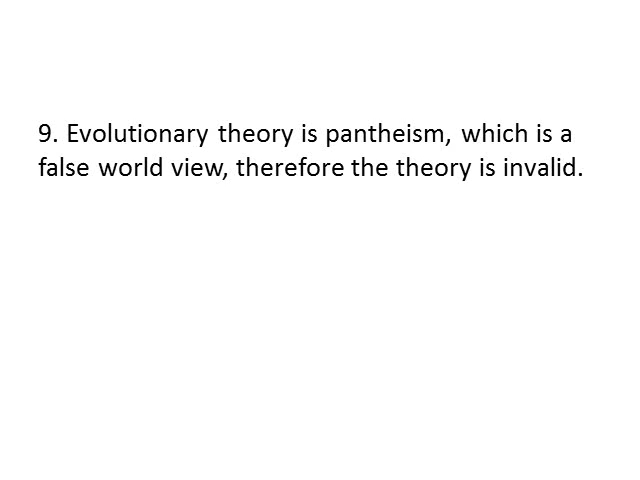 9. Evolutionary theory is pantheism, which is a
false world view, therefore the theory is invalid.